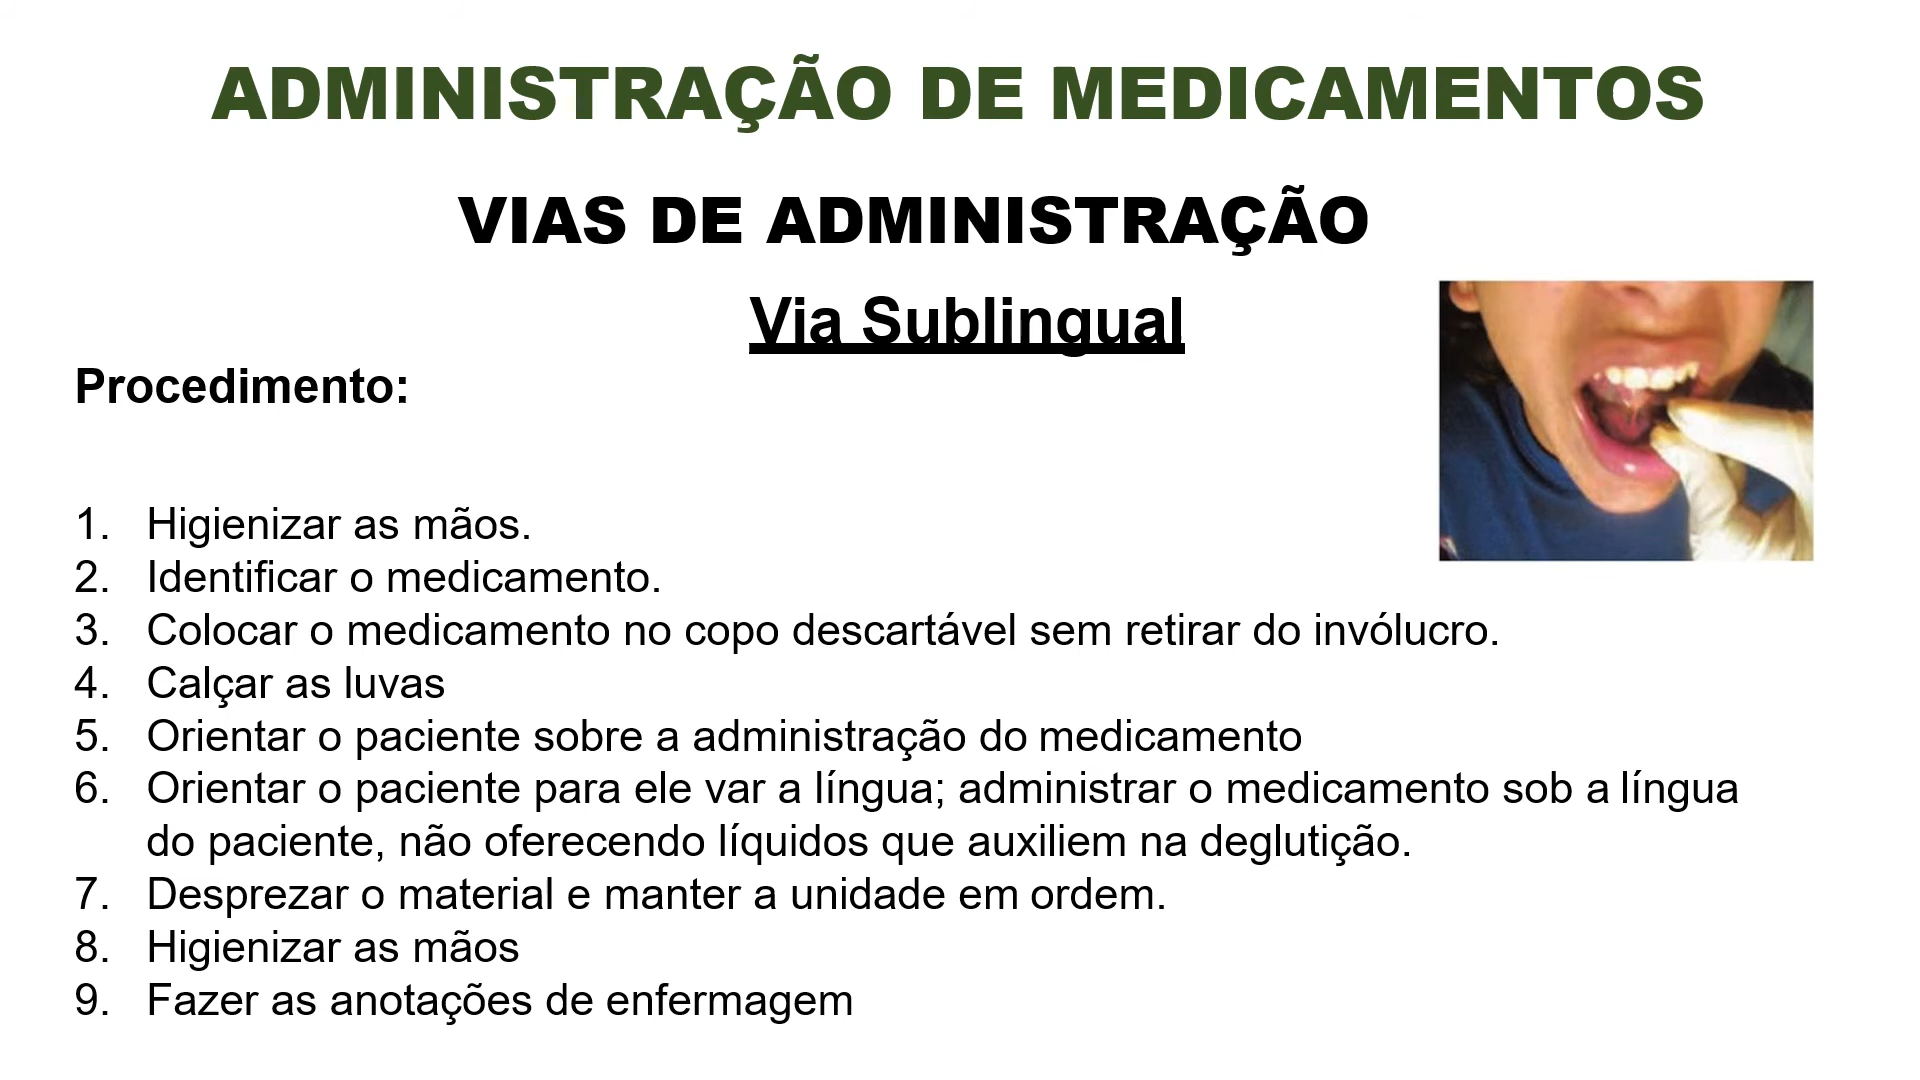 ADMINISTRAÇÃO DE MEDICAMENTOS
VIAS DE ADMINISTRAÇÃO
Via Sublingual
Procedimento:
1. Higienizar as mãos.
2. Identificar o medicamento.
3. Colocar o medicamento no copo descartável sem retirar do invólucro.
4. Calçar as luvas
5. Orientar o paciente sobre a administração do medicamento
6. Orientar o paciente para ele var a língua; administrar o medicamento sob a língua
do paciente, não oferecendo líquidos que auxiliem na deglutição.
7. Desprezar o material e manter a unidade em ordem.
8. Higienizar as mãos
9. Fazer as anotações de enfermagem